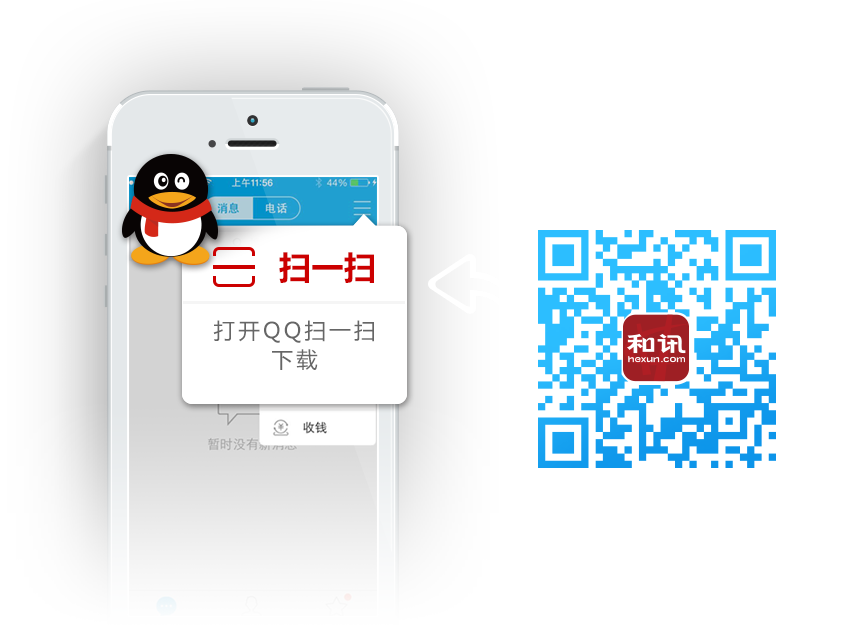 上午11:56
44%
消息
电话
扫一扫
打开QQ扫一扫
下载
收钱
暂时没有新消息
和讯
hexun.com